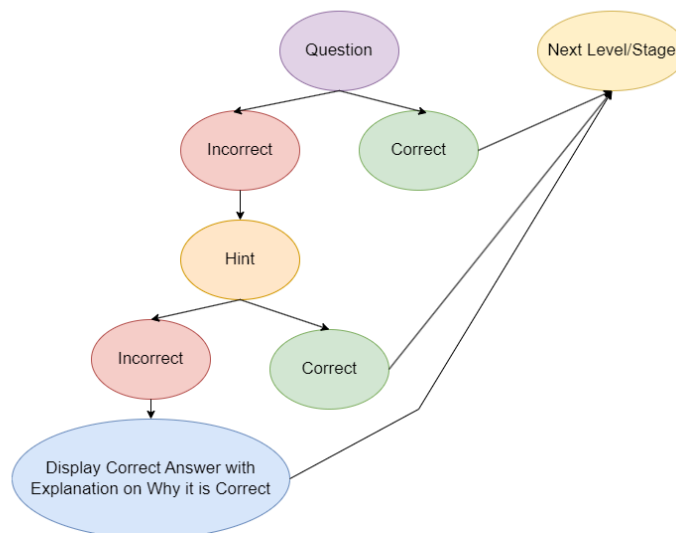 Question
Next Level/Stage
Incorrect
Correct
Hint
Incorrect
Correct
Display Correct Answer with
Explanation on Why it is Correct